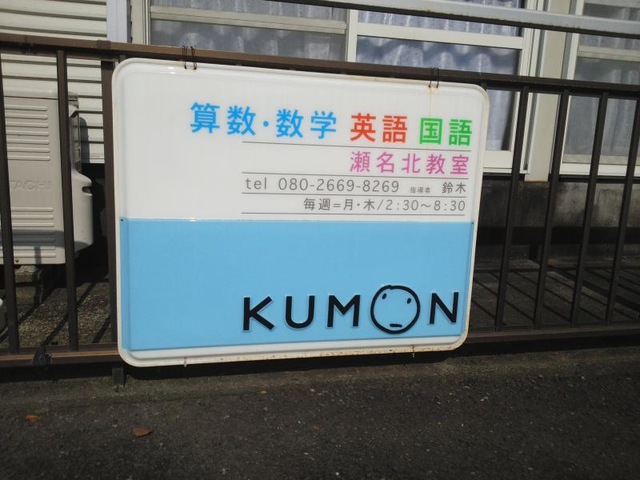 算数・数学 英語 国語
瀬名北教室
tel 080-2669-8269 指導者 鈴木
毎週=月・木/2:30～8:30
KUMON
HITACHI